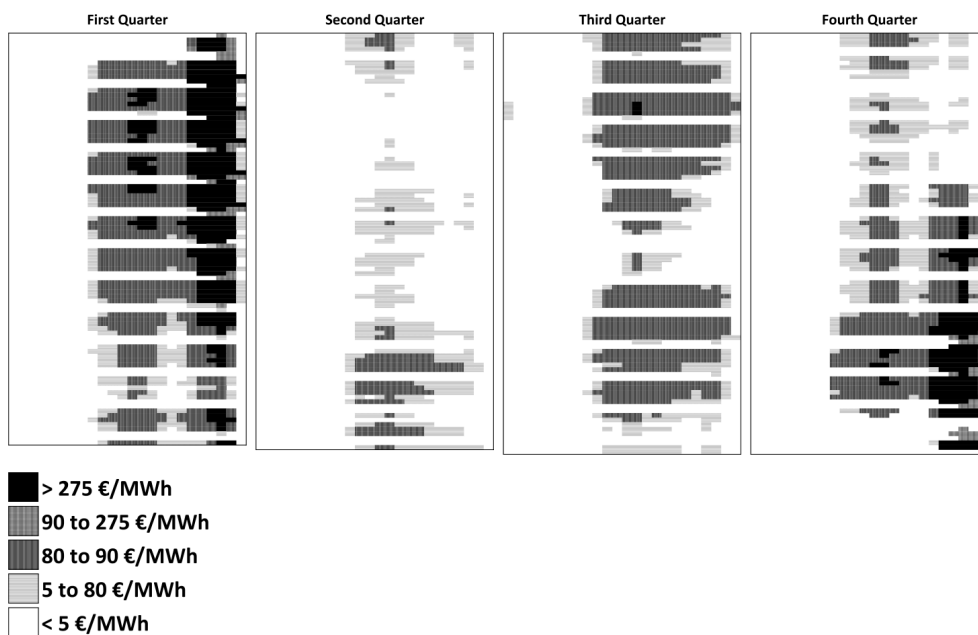 First Quarter
Second Quarter
Third Quarter
Fourth Quarter
> 275 €/MWh
90 to 275 €/MWh
80 to 90 €/MWh
5 to 80 €/MWh
< 5 €/MWh